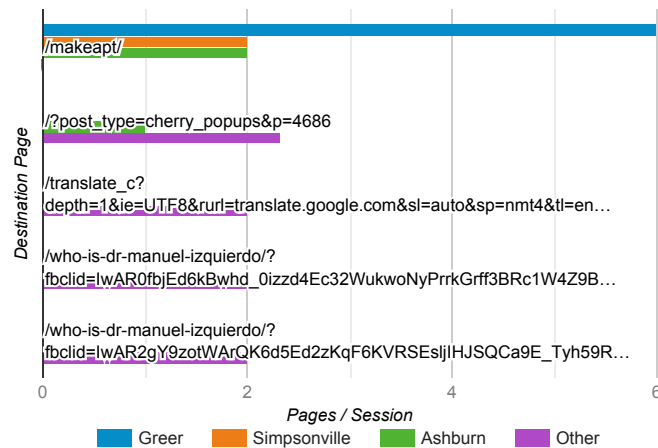 /makeapt/
/?post_type=cherry_popups&p=4686
/translate_c?
depth=1&ie=UTF8&rurl=translate.google.com&sl=auto&sp=nmt4&tl=en…
/who-is-dr-manuel-izquierdo/?
fbclid=IwAR0fbjEd6kBwhd_0izzd4Ec32WukwoNyPrrkGrff3BRc1W4Z9B…
/who-is-dr-manuel-izquierdo/?
fbclid=IwAR2gY9zotWArQK6d5Ed2zKqF6KVRSEsljIHJSQCa9E_Tyh59R…
Destination Page
0 2 4 6
Pages / Session
Greer Simpsonville Ashburn Other